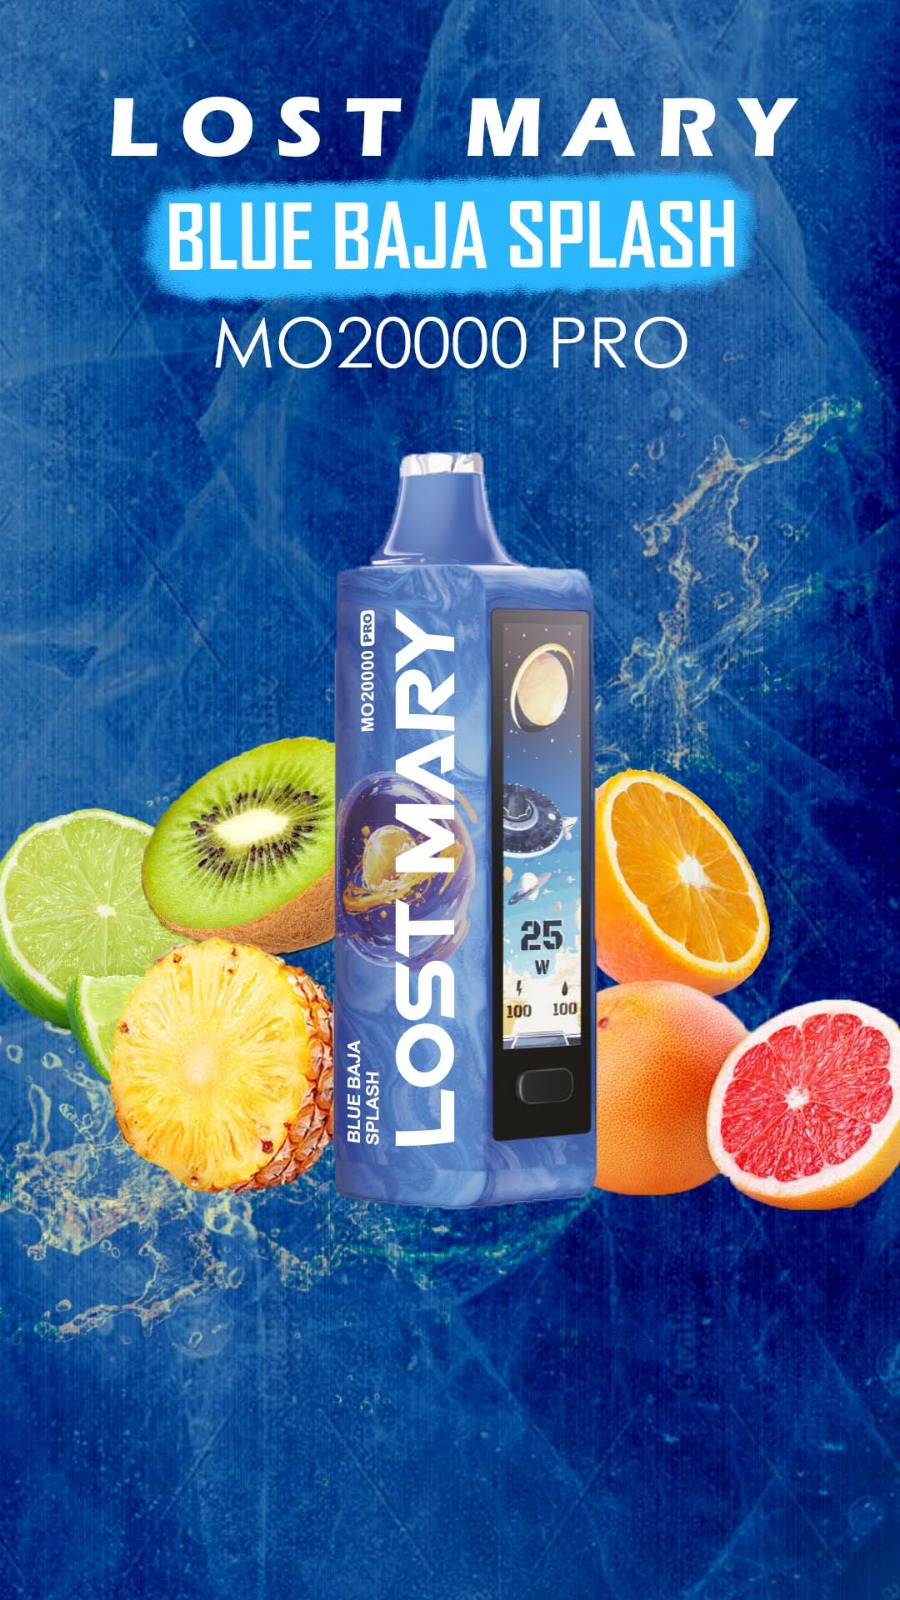 LOST MARY
BLUE BAJA SPLASH
MO20000 PRO
MO20000 PRO
LOST MARY
BLUE BAJA
SPLASH
25
W
100 100